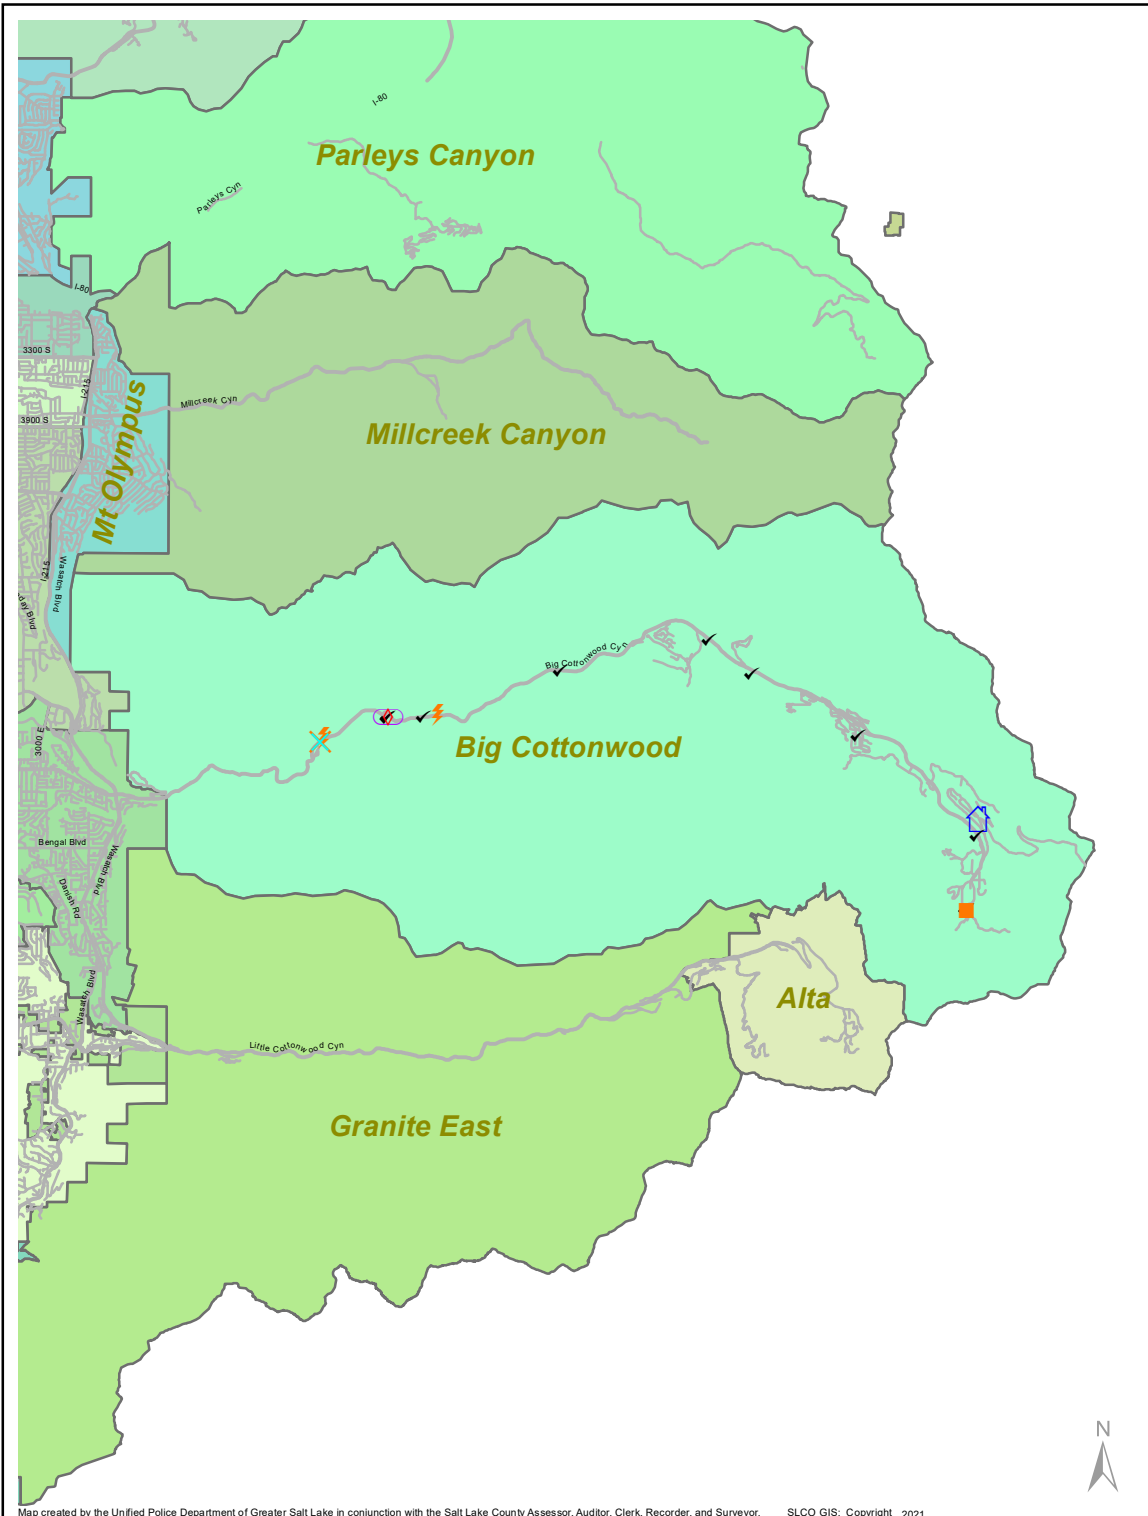 I-80
Parleys Canyon
Parleys Cyn
I-80
3300 S
I-215
Millcreek Cyn
3900 S
Mt Olympus
Millcreek Canyon
I-215
Wasatch Blvd
day Blvd
Big Cottonwood Cyn
3000 E
Big Cottonwood
Bengal Blvd
Wasatch Blvd
Danish Rd
Wasatch Blvd
Alta
Little Cottonwood Cyn
Granite East
N
Map created by the Unified Police Department of Greater Salt Lake in conjunction with the Salt Lake County Assessor, Auditor, Clerk, Recorder, and Surveyor. SLCO GIS: Copyright 2021